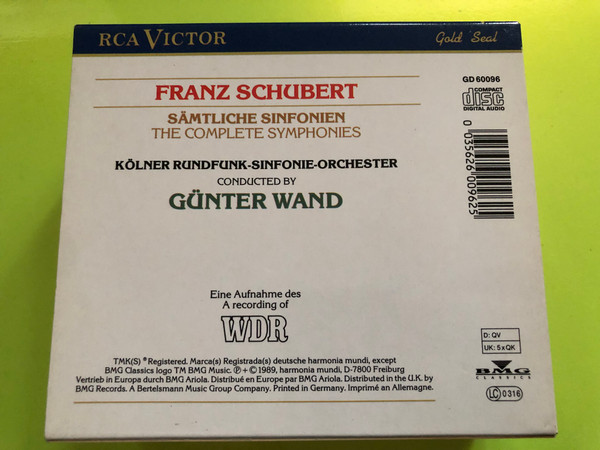 RCA VICTOR
Gold Seal
GD 60096
COMPACT
disc
DIGITAL AUDIO
FRANZ SCHUBERT
SÄMTLICHE SINFONIEN
THE COMPLETE SYMPHONIES
KÖLNER RUNDFUNK-SINFONIE-ORCHESTER
CONDUCTED BY
GÜNTER WAND
0 035626 009625
Eine Aufnahme des
A recording of
WDR
D: QV
UK: 5 x QK
BMG
CLASSICS
LC 0316
TMK(S) ® Registered. Marca(s) Registrada(s) deutsche harmonia mundi, except
BMG Classics logo TM BMG Music. ℗ + © 1989, harmonia mundi, D-7800 Freiburg
Vertrieb in Europa durch BMG Ariola. Distribué en Europe par BMG Ariola. Distributed in the U.K. by
BMG Records. A Bertelsmann Music Group Company. Printed in Germany. Imprimé en Allemagne.